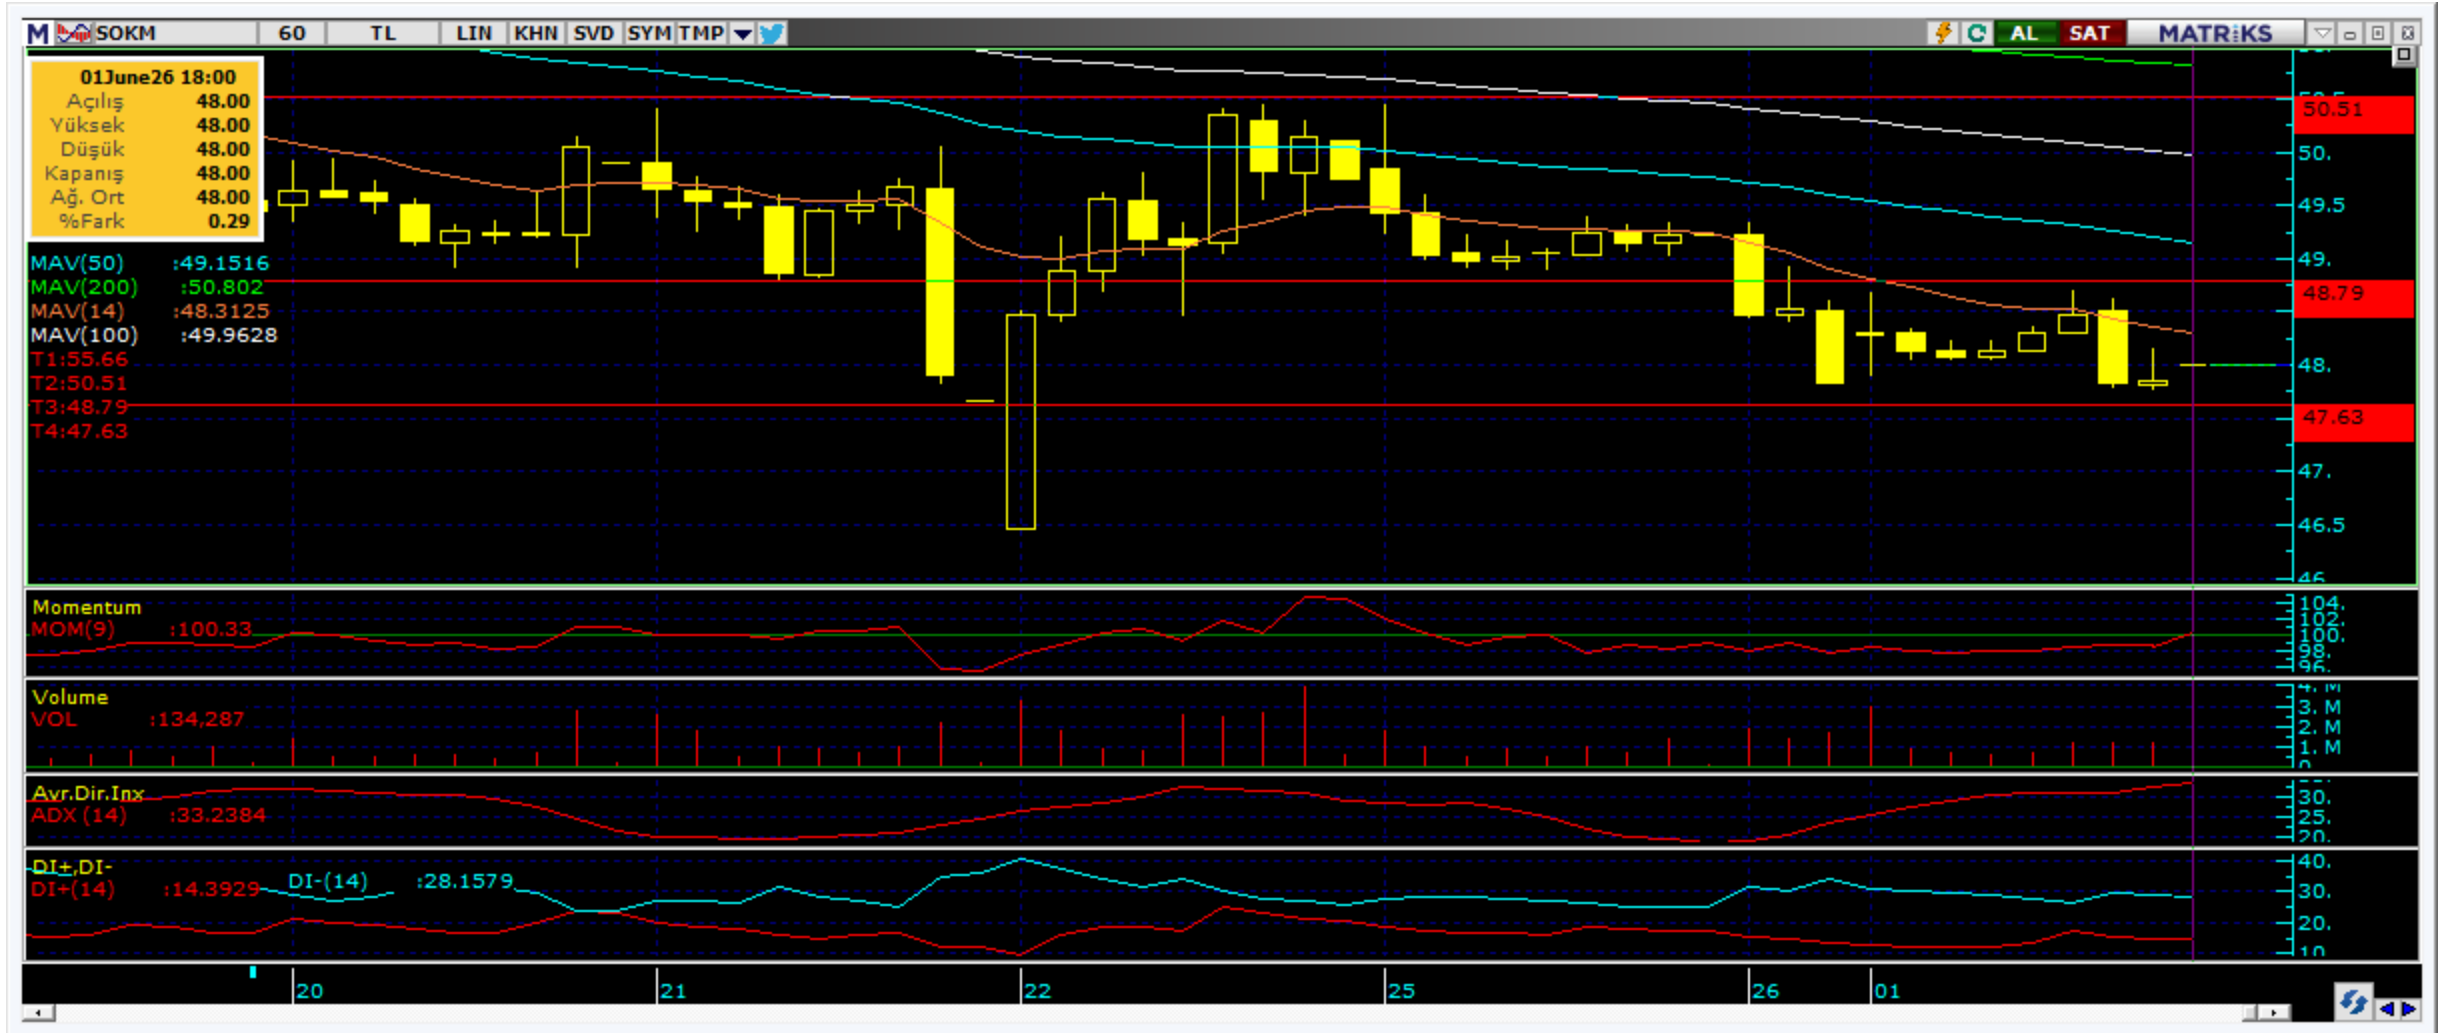 M SOKM 60 TL LIN KHN SVD SYM TMP AL SAT MATRiKS
01June26 18:00
Açılış 48.00
Yüksek 48.00
Düşük 48.00
Kapanış 48.00
Ağ. Ort 48.00
%Fark 0.29
MAV(50) :49.1516
MAV(200) :50.802
MAV(14) :48.3125
MAV(100) :49.9628
T1:55.66
T2:50.51
T3:48.79
T4:47.63
50.51
50.
49.5
49.
48.79
48.
47.63
47.
46.5
46
Momentum
MOM(9) :100.33
104.
102.
100.
98.
96.
Volume
VOL :134,287
4. M
3. M
2. M
1. M
0
Avr.Dir.Inx
ADX (14) :33.2384
30.
25.
20.
DI+,DI-
DI+(14) :14.3929 DI-(14) :28.1579
40.
30.
20.
10
20 21 22 25 26 01